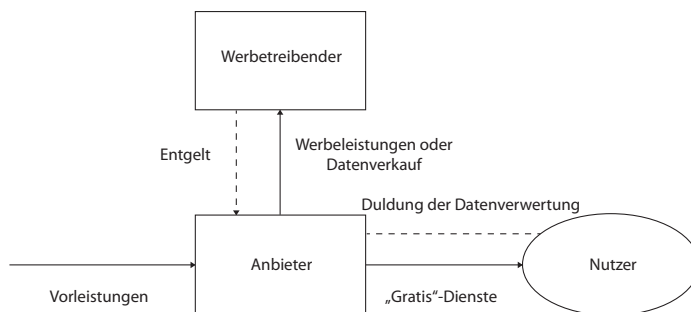 Werbetreibender
Entgelt
Werbeleistungen oder
Datenverkauf
Duldung der Datenverwertung
Anbieter
Nutzer
Vorleistungen
„Gratis“-Dienste